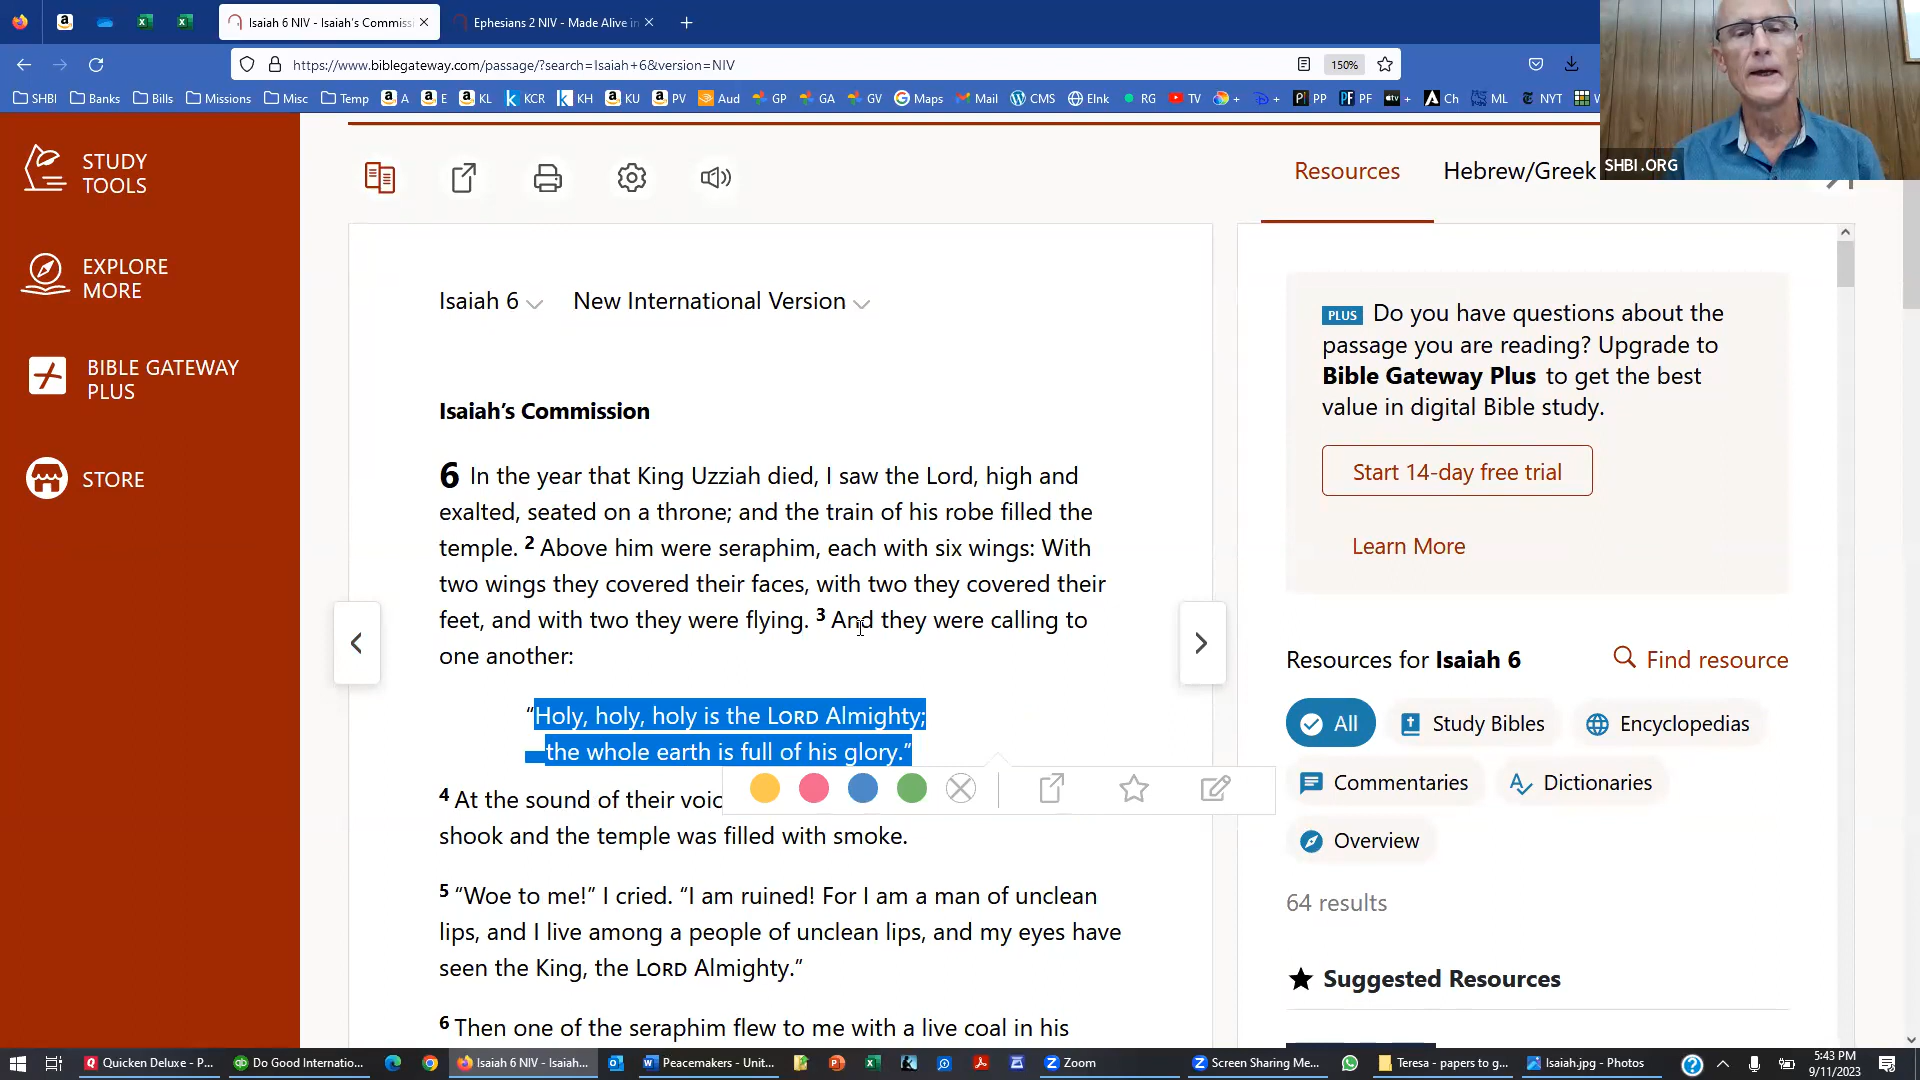 Isaiah 6 NIV - Isaiah's Commiss
Ephesians 2 NIV - Made Alive in
https://www.biblegateway.com/passage/?search=Isaiah+6&version=NIV
150%
SHBI Banks Bills Missions Misc Temp A E KL KCR KH KU PV Aud GP GA GV Maps Mail CMS EInk RG TV + + PP PF + Ch ML NYT
SHBI.ORG
STUDY
TOOLS
EXPLORE
MORE
BIBLE GATEWAY
PLUS
STORE
Resources Hebrew/Greek
Isaiah 6 New International Version
Isaiah's Commission
6 In the year that King Uzziah died, I saw the Lord, high and
exalted, seated on a throne; and the train of his robe filled the
temple. 2 Above him were seraphim, each with six wings: With
two wings they covered their faces, with two they covered their
feet, and with two they were flying. 3 And they were calling to
one another:
“Holy, holy, holy is the LORD Almighty;
the whole earth is full of his glory.”
4 At the sound of their voic
shook and the temple was filled with smoke.
5 “Woe to me!” I cried. “I am ruined! For I am a man of unclean
lips, and I live among a people of unclean lips, and my eyes have
seen the King, the LORD Almighty.”
6 Then one of the seraphim flew to me with a live coal in his
PLUS Do you have questions about the
passage you are reading? Upgrade to
Bible Gateway Plus to get the best
value in digital Bible study.
Start 14-day free trial
Learn More
Resources for Isaiah 6 Find resource
All Study Bibles Encyclopedias
Commentaries Dictionaries
Overview
64 results
Suggested Resources
Quicken Deluxe - P... Do Good Internatio... Isaiah 6 NIV - Isaiah... Peacemakers - Unit... Zoom Screen Sharing Me... Teresa - papers to g... Isaiah.jpg - Photos
5:43 PM
9/11/2023